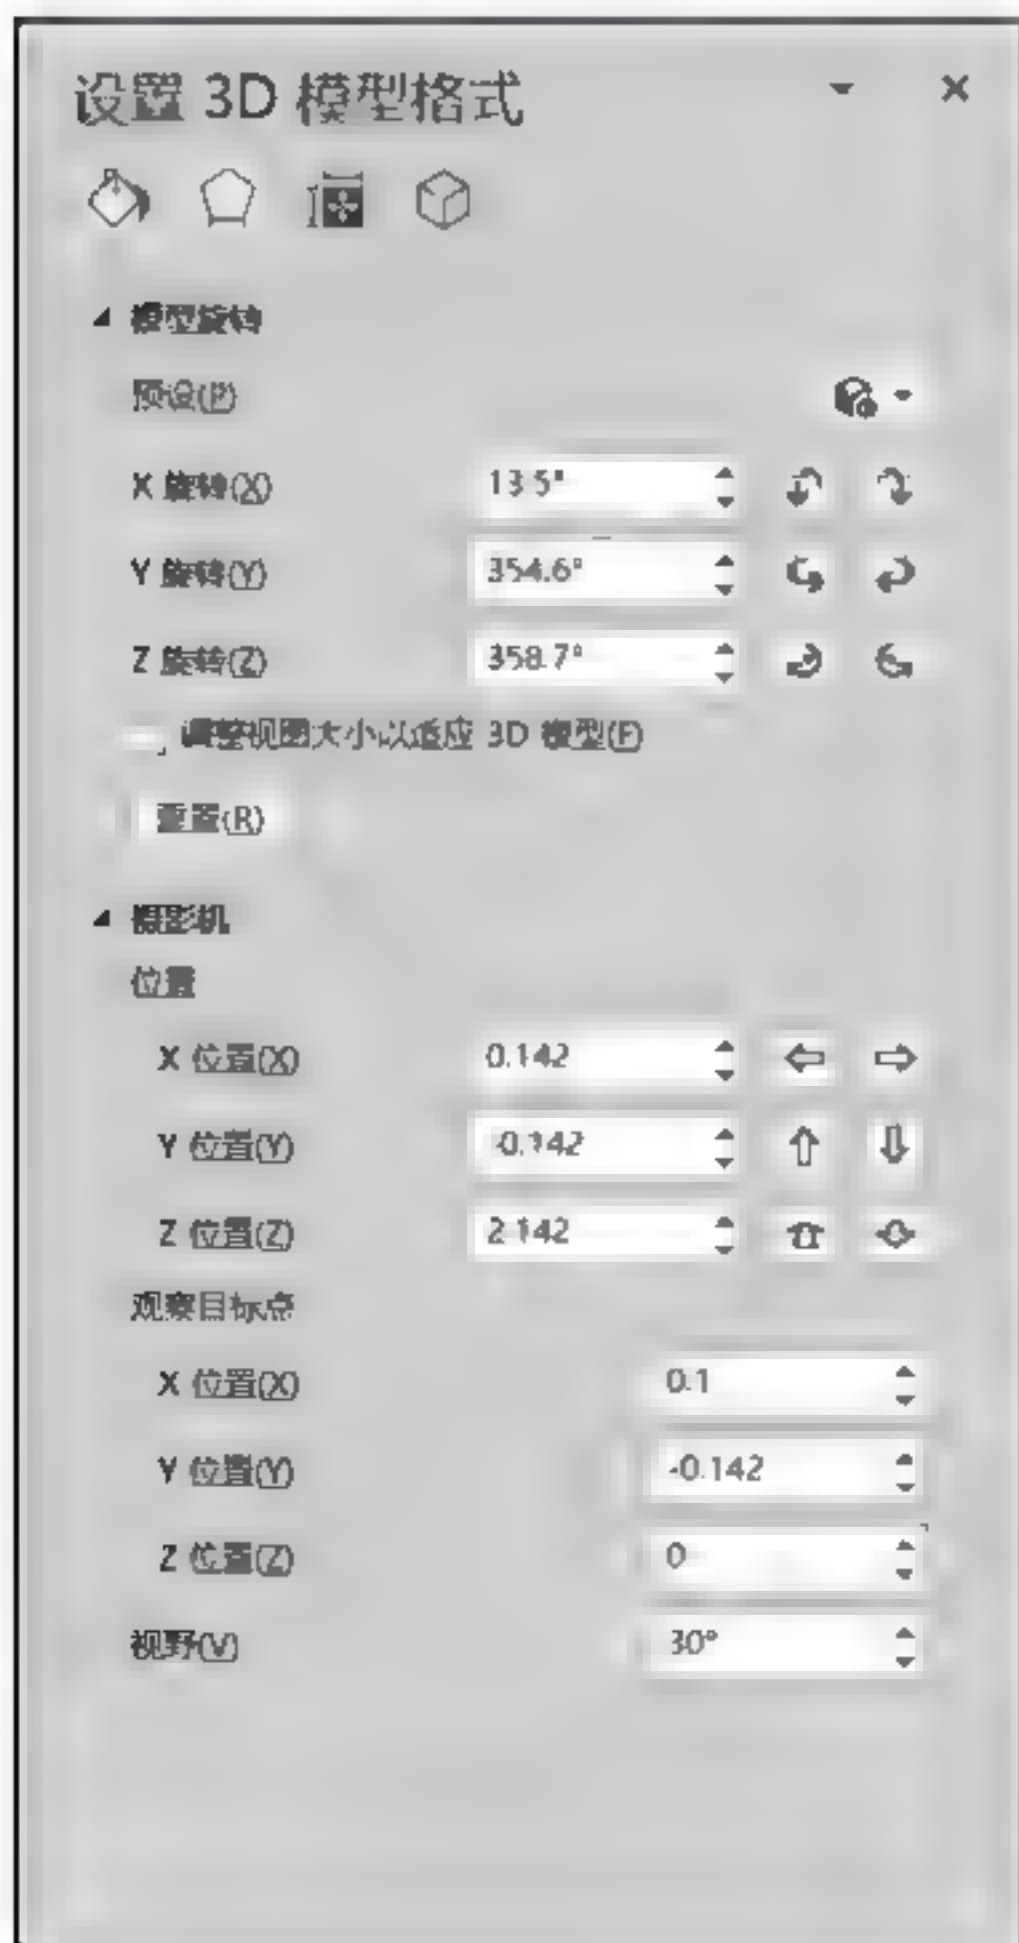 设置 3D 模型格式
模型旋转
预设(P)
X 旋转(X) 13.5°
Y 旋转(Y) 354.6°
Z 旋转(Z) 358.7°
调整视图大小以适应 3D 模型(F)
重置(R)
摄影机
位置
X 位置(X) 0.142
Y 位置(Y) -0.142
Z 位置(Z) 2.142
观察目标点
X 位置(X) 0.1
Y 位置(Y) -0.142
Z 位置(Z) 0
视野(V) 30°